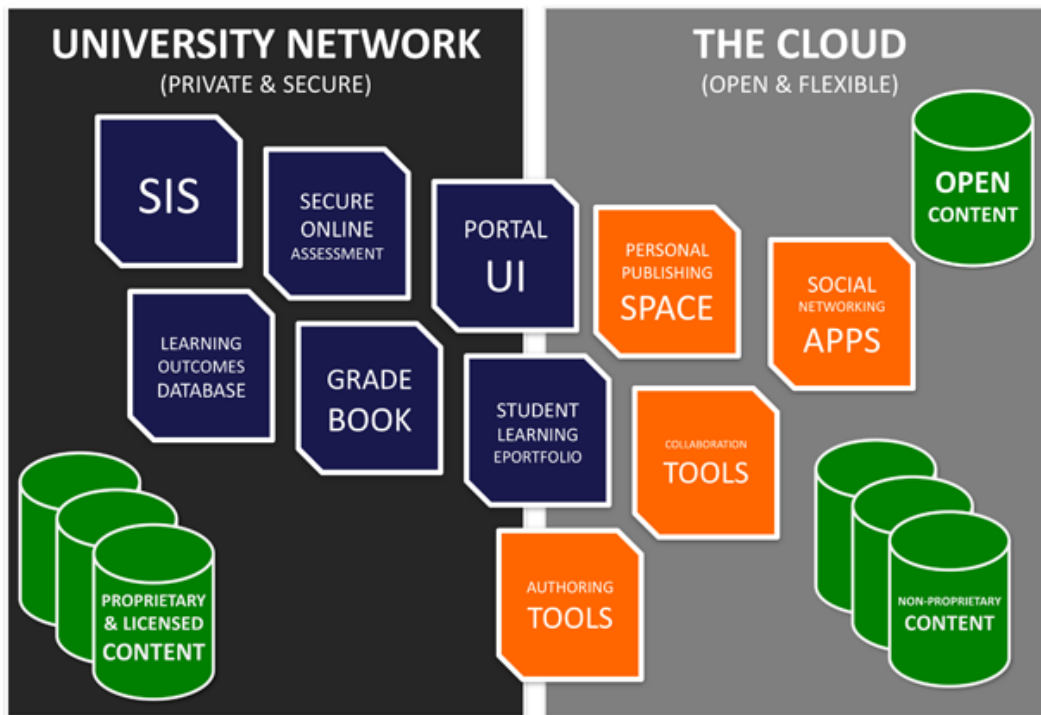 UNIVERSITY NETWORK
(PRIVATE & SECURE)
THE CLOUD
(OPEN & FLEXIBLE)
SIS
SECURE
ONLINE
ASSESSMENT
PORTAL
UI
PERSONAL
PUBLISHING
SPACE
SOCIAL
NETWORKING
APPS
OPEN
CONTENT
LEARNING
OUTCOMES
DATABASE
GRADE
BOOK
STUDENT
LEARNING
EPORTFOLIO
COLLABORATION
TOOLS
AUTHORING
TOOLS
PROPRIETARY
& LICENSED
CONTENT
NON-PROPRIETARY
CONTENT